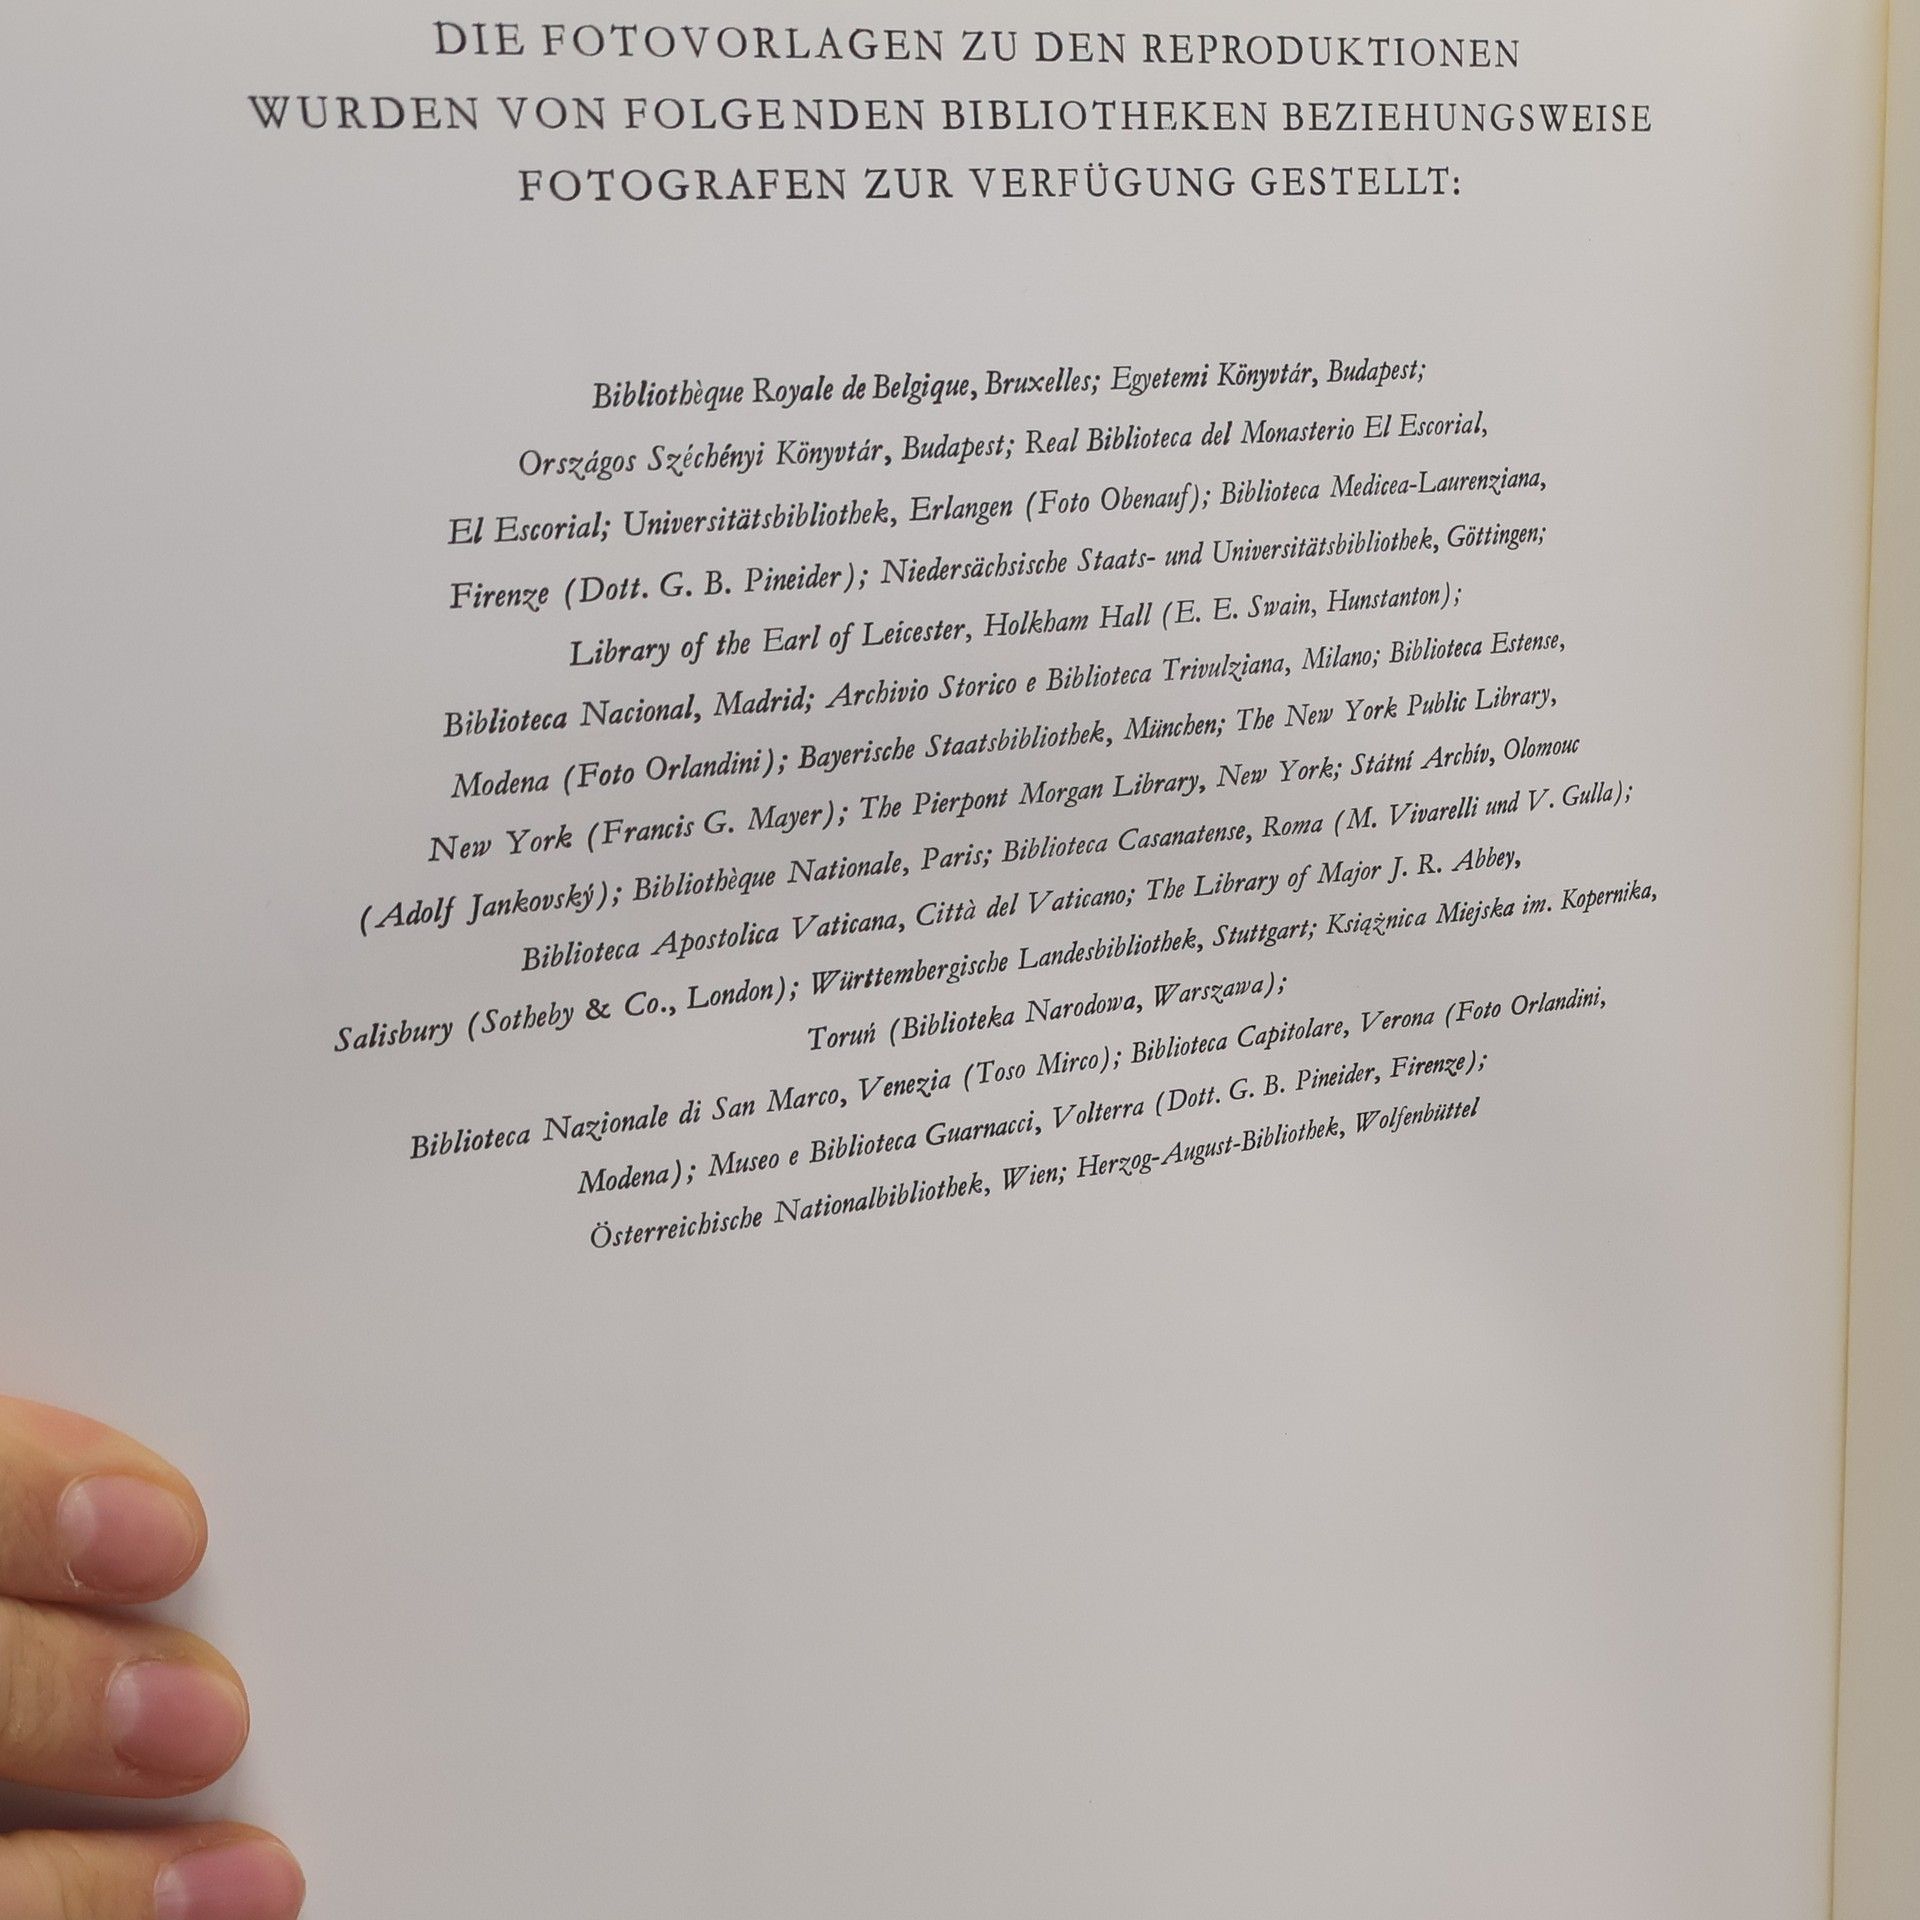 DIE FOTOVORLAGEN ZU DEN REPRODUKTIONEN
WURDEN VON FOLGENDEN BIBLIOTHEKEN BEZIEHUNGSWEISE
FOTOGRAFEN ZUR VERFÜGUNG GESTELLT:
Bibliothèque Royale de Belgique, Bruxelles; Egyetemi Könyvtár, Budapest;
Országos Széchényi Könyvtár, Budapest; Real Biblioteca del Monasterio El Escorial,
El Escorial; Universitätsbibliothek, Erlangen (Foto Obenauf); Biblioteca Medicea-Laurenziana,
Firenze (Dott. G. B. Pineider); Niedersächsische Staats- und Universitätsbibliothek, Göttingen;
Library of the Earl of Leicester, Holkham Hall (E. E. Swain, Hunstanton);
Biblioteca Nacional, Madrid; Archivio Storico e Biblioteca Trivulziana, Milano; Biblioteca Estense,
Modena (Foto Orlandini); Bayerische Staatsbibliothek, München; The New York Public Library,
New York (Francis G. Mayer); The Pierpont Morgan Library, New York; Státní Archív, Olomouc
(Adolf Jankovský); Bibliothèque Nationale, Paris; Biblioteca Casanatense, Roma (M. Vivarelli und V. Gulla);
Biblioteca Apostolica Vaticana, Città del Vaticano; The Library of Major J. R. Abbey,
Salisbury (Sotheby & Co., London); Württembergische Landesbibliothek, Stuttgart; Książnica Miejska im. Kopernika,
Toruń (Biblioteka Narodowa, Warszawa);
Biblioteca Nazionale di San Marco, Venezia (Toso Mirco); Biblioteca Capitolare, Verona (Foto Orlandini,
Modena); Museo e Biblioteca Guarnacci, Volterra (Dott. G. B. Pineider, Firenze);
Österreichische Nationalbibliothek, Wien; Herzog-August-Bibliothek, Wolfenbüttel